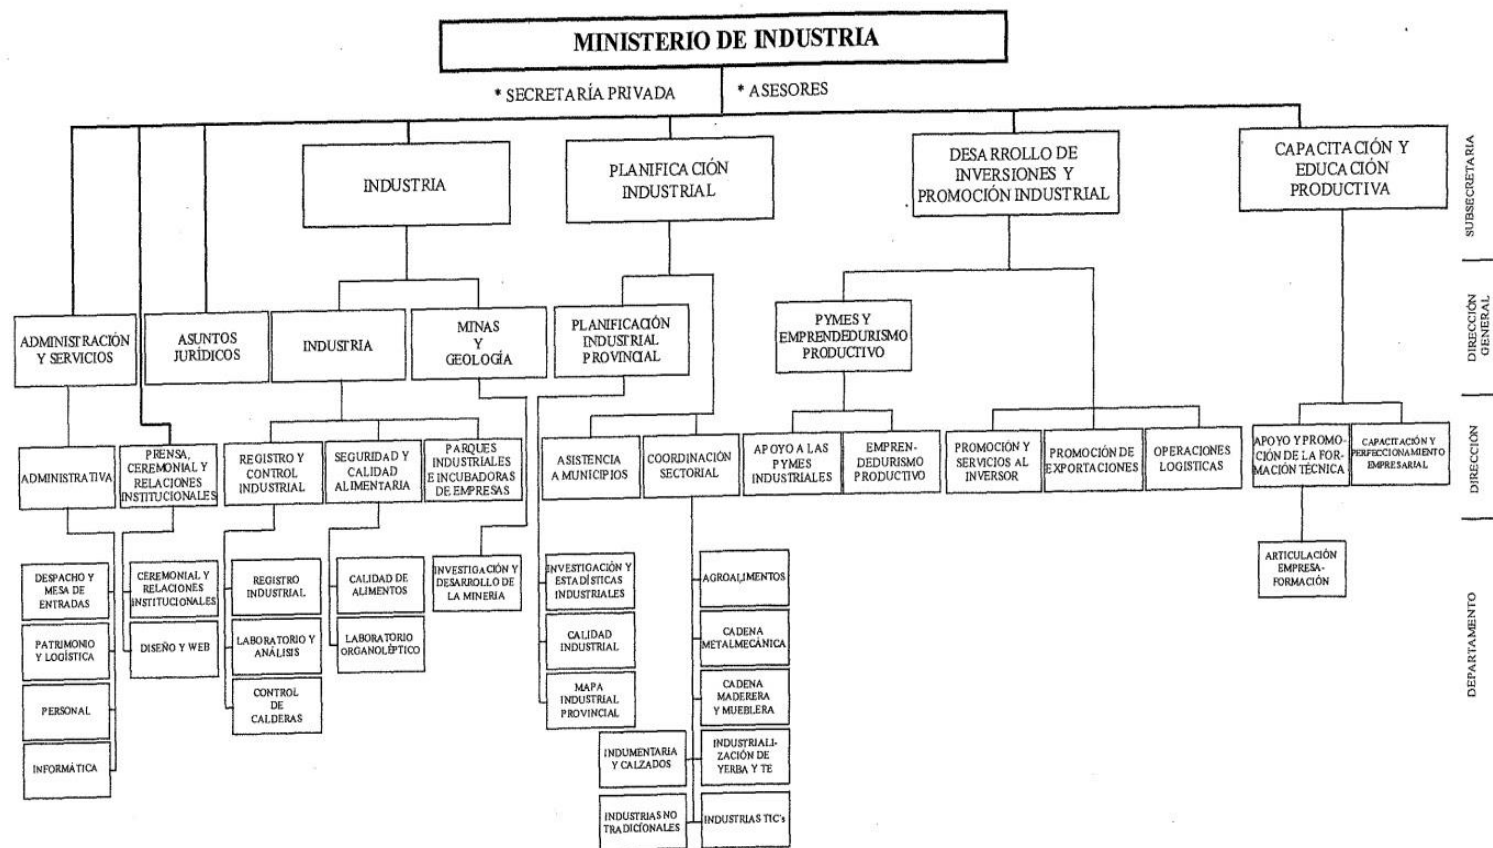 MINISTERIO DE INDUSTRIA
* SECRETARÍA PRIVADA
* ASESORES
INDUSTRIA
PLANIFICACIÓN
INDUSTRIAL
DESARROLLO DE
INVERSIONES Y
PROMOCIÓN INDUSTRIAL
CAPACITACIÓN Y
EDUCACIÓN
PRODUCTIVA
SUBSECRETARIA
ADMINISTRACIÓN
Y SERVICIOS
ASUNTOS
JURÍDICOS
INDUSTRIA
MINAS
Y
GEOLOGÍA
PLANIFICACIÓN
INDUSTRIAL
PROVINCIAL
PYMES Y
EMPRENDEDURISMO
PRODUCTIVO
DIRECCIÓN
GENERAL
ADMINISTRATIVA
PRENSA,
CEREMONIAL Y
RELACIONES
INSTITUCIONALES
REGISTRO Y
CONTROL
INDUSTRIAL
SEGURIDAD Y
CALIDAD
ALIMENTARIA
PARQUES
INDUSTRIALES
E INCUBADORAS
DE EMPRESAS
ASISTENCIA
A MUNICIPIOS
COORDINACIÓN
SECTORIAL
APOYO A LAS
PYMES
INDUSTRIALES
EMPREN-
DEDURISMO
PRODUCTIVO
PROMOCIÓN Y
SERVICIOS AL
INVERSOR
PROMOCIÓN DE
EXPORTACIONES
OPERACIONES
LOGISTICAS
APOYO Y PROMO-
CIÓN DE LA FOR-
MACIÓN TÉCNICA
CAPACITACIÓN Y
PERFECCIONAMIENTO
EMPRESARIAL
DIRECCION
DESPACHO Y
MESA DE
ENTRADAS
CEREMONIAL Y
RELACIONES
INSTITUCIONALES
REGISTRO
INDUSTRIAL
CALIDAD DE
ALIMENTOS
INVESTIGACIÓN Y
DESARROLLO DE
LA MINERIA
INVESTIGACIÓN Y
ESTADÍSTICAS
INDUSTRIALES
AGROALIMENTOS
ARTICULACIÓN
EMPRESA-
FORMACIÓN
PATRIMONIO
Y LOGÍSTICA
DISEÑO Y WEB
LABORATORIO Y
ANÁLISIS
LABORATORIO
ORGANOLÉPTICO
CALIDAD
INDUSTRIAL
CADENA
METALMECÁNICA
DEPARTAMENTO
PERSONAL
CONTROL
DE
CALDERAS
MAPA
INDUSTRIAL
PROVINCIAL
CADENA
MADERERA
Y MUEBLERA
INFORMÁTICA
INDUMENTARIA
Y CALZADOS
INDUSTRIALI-
ZACIÓN DE
YERBA Y TE
INDUSTRIAS NO
TRADICÍONALES
INDUSTRIAS TIC's